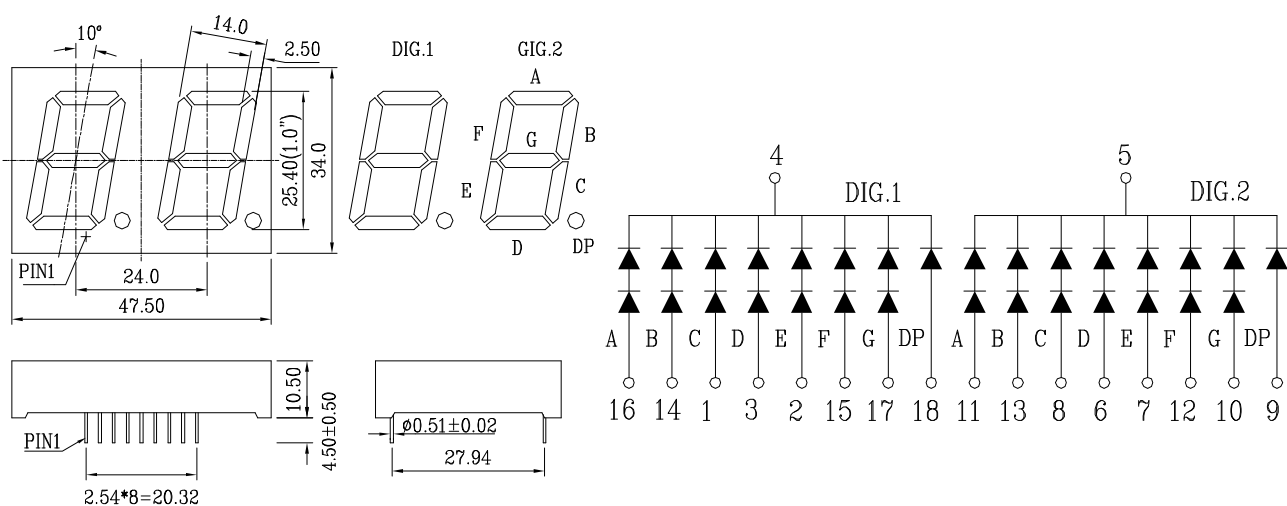 10°
14.0
2.50
25.40(1.0")
34.0
PIN1
24.0
47.50
DIG.1 GIG.2
A
F B
G
E C
D DP
PIN1
2.54*8=20.32
10.50
4.50±0.50
Ø0.51±0.02
27.94
4 5
DIG.1 DIG.2
A B C D E F G DP A B C D E F G DP
16 14 1 3 2 15 17 18 11 13 8 6 7 12 10 9